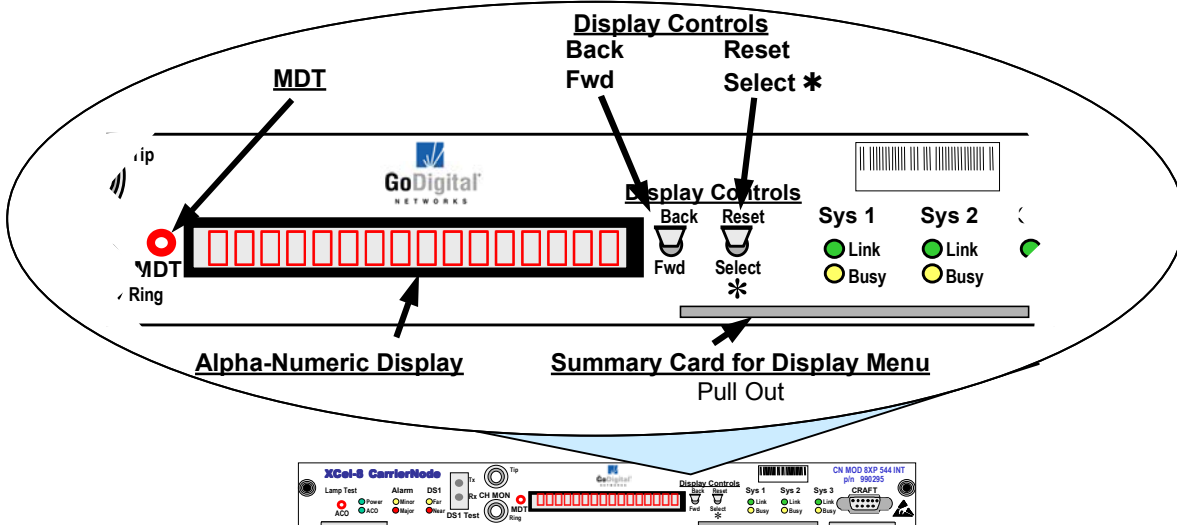 Display Controls
Back Reset
Fwd Select *
MDT
Tip
GoDigital
NETWORKS
Display Controls
Back Reset
Sys 1 Sys 2
Link Link
MDT
Fwd Select
Busy Busy
*
Ring
Alpha-Numeric Display
Summary Card for Display Menu
Pull Out
XCel-8 CarrierNode
CN MOD 8XP 544 INT
p/n 990295
Lamp Test Alarm DS1
Tx
Tip
GoDigital
Display Controls
Back Reset
Sys 1 Sys 2 Sys 3 CRAFT
Power Minor Far
Rx CH MON
Link Link Link
ACO ACO Major Near
DS1 Test
MDT
Ring
Fwd Select
*
Busy Busy Busy